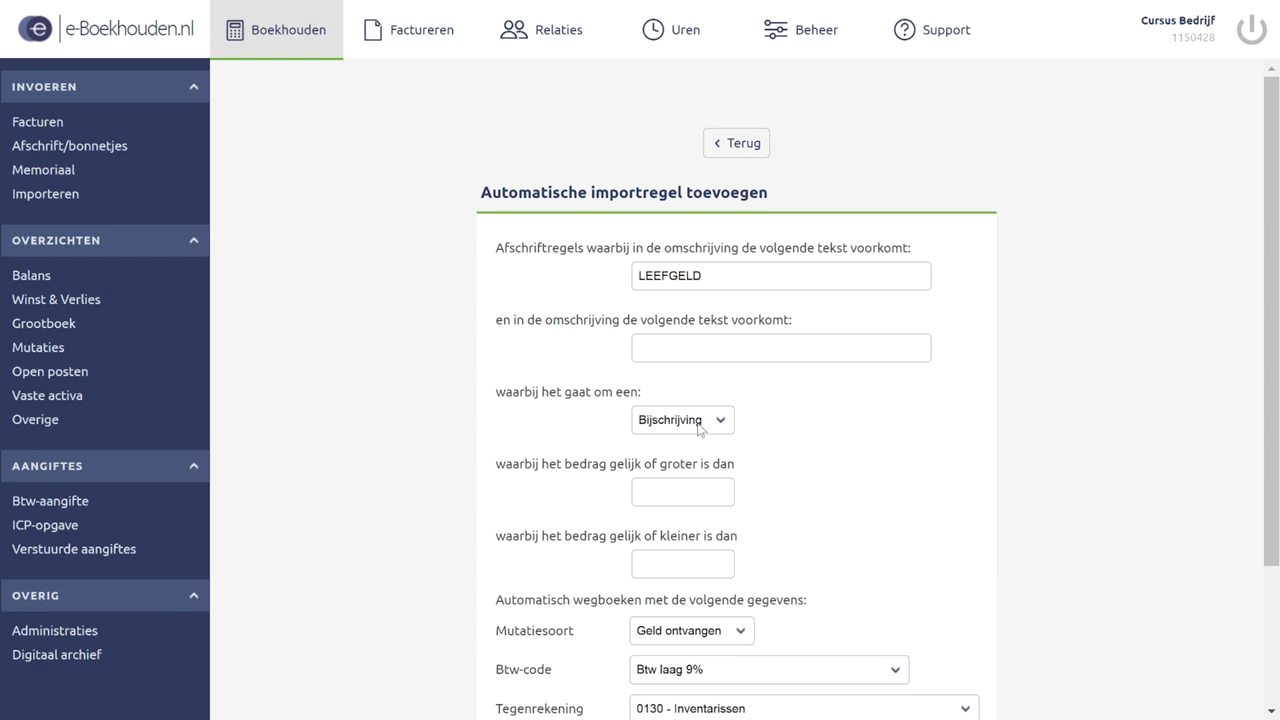 e-Boekhouden.nl
Boekhouden
Factureren
Relaties
Uren
Beheer
Support
Cursus Bedrijf
1150428
INVOEREN
Facturen
Afschrift/bonnetjes
Memoriaal
Importeren
OVERZICHTEN
Balans
Winst & Verlies
Grootboek
Mutaties
Open posten
Vaste activa
Overige
AANGIFTES
Btw-aangifte
ICP-opgave
Verstuurde aangiftes
OVERIG
Administraties
Digitaal archief
Terug
Automatische importregel toevoegen
Afschriftregels waarbij in de omschrijving de volgende tekst voorkomt:
LEEFGELD
en in de omschrijving de volgende tekst voorkomt:
waarbij het gaat om een:
Bijschrijving
waarbij het bedrag gelijk of groter is dan
waarbij het bedrag gelijk of kleiner is dan
Automatisch wegboeken met de volgende gegevens:
Mutatiesoort Geld ontvangen
Btw-code Btw laag 9%
Tegenrekening 0130 - Inventarissen